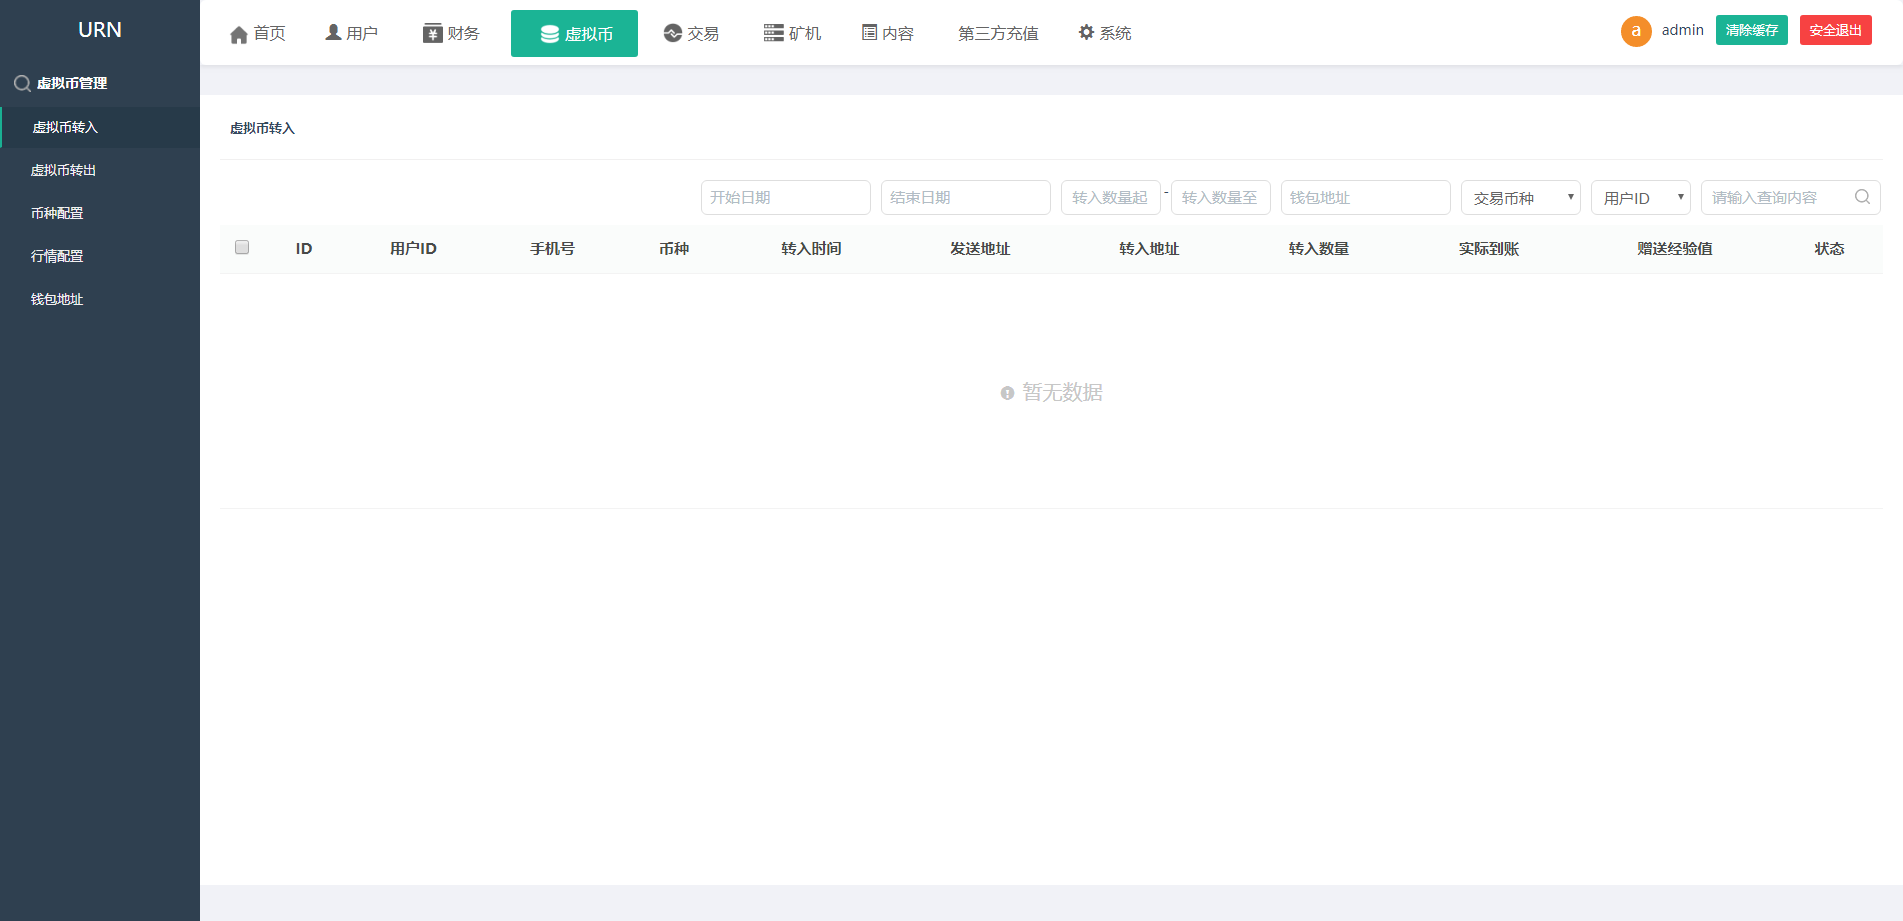 URN
首页
用户
财务
虚拟币
交易
矿机
内容
第三方充值
系统
a
admin
清除缓存
安全退出
虚拟币管理
虚拟币转入
虚拟币转出
币种配置
行情配置
钱包地址
虚拟币转入
开始日期
结束日期
转入数量起 - 转入数量至
钱包地址
交易币种
用户ID
请输入查询内容
ID 用户ID 手机号 币种 转入时间 发送地址 转入地址 转入数量 实际到账 赠送经验值 状态
暂无数据